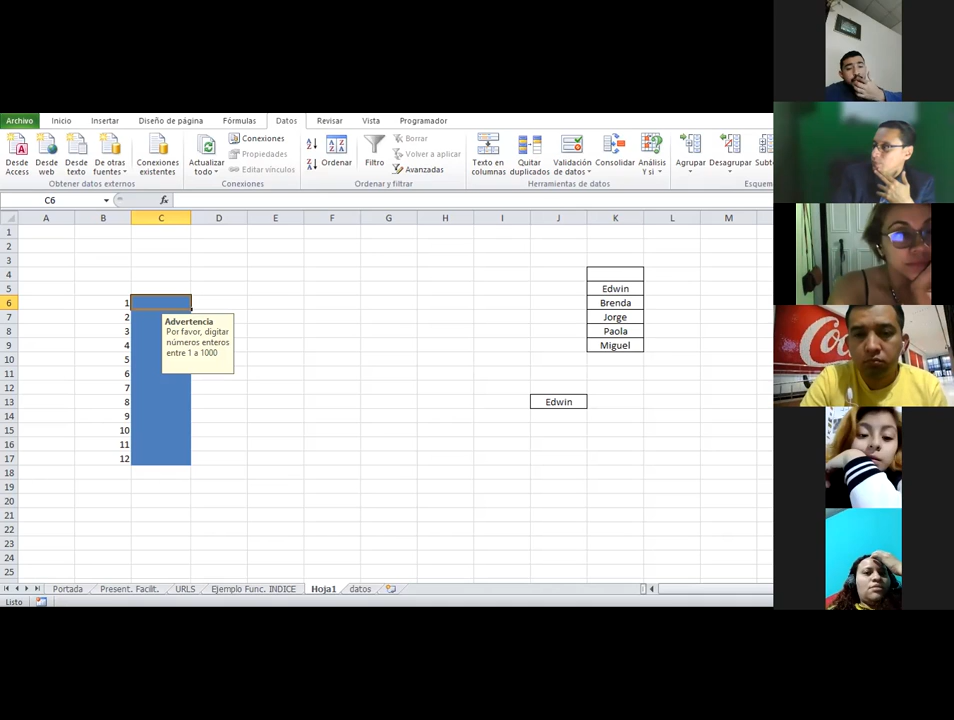 Archivo Inicio Insertar Diseño de página Fórmulas Datos Revisar Vista Programador
Desde Access
Desde web
Desde texto
De otras fuentes
Conexiones existentes
Obtener datos externos
Actualizar todo
Conexiones
Propiedades
Editar vínculos
Conexiones
Ordenar
Filtro
Borrar
Volver a aplicar
Avanzadas
Ordenar y filtrar
Texto en columnas
Quitar duplicados
Validación de datos
Consolidar
Análisis Y si
Herramientas de datos
Agrupar
Desagrupar
Subt
Esquem
C6 fx
A B C D E F G H I J K L M
1
2
3
4
5 Edwin
6 1 Brenda
7 2 Jorge
8 3 Paola
9 4 Miguel
10 5
11 6
12 7
13 8 Edwin
14 9
15 10
16 11
17 12
18
19
20
21
22
23
24
25
Advertencia
Por favor, digitar
números enteros
entre 1 a 1000
Portada Present. Facilit. URLS Ejemplo Func. INDICE Hoja1 datos
Listo
Coca